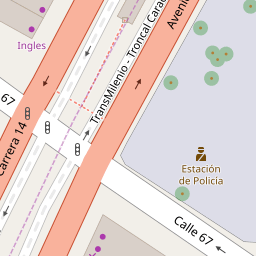 Ingles
TransMilenio - Troncal Cara
Aveni
67
Carrera 14
Estación
de Policía
Calle 67